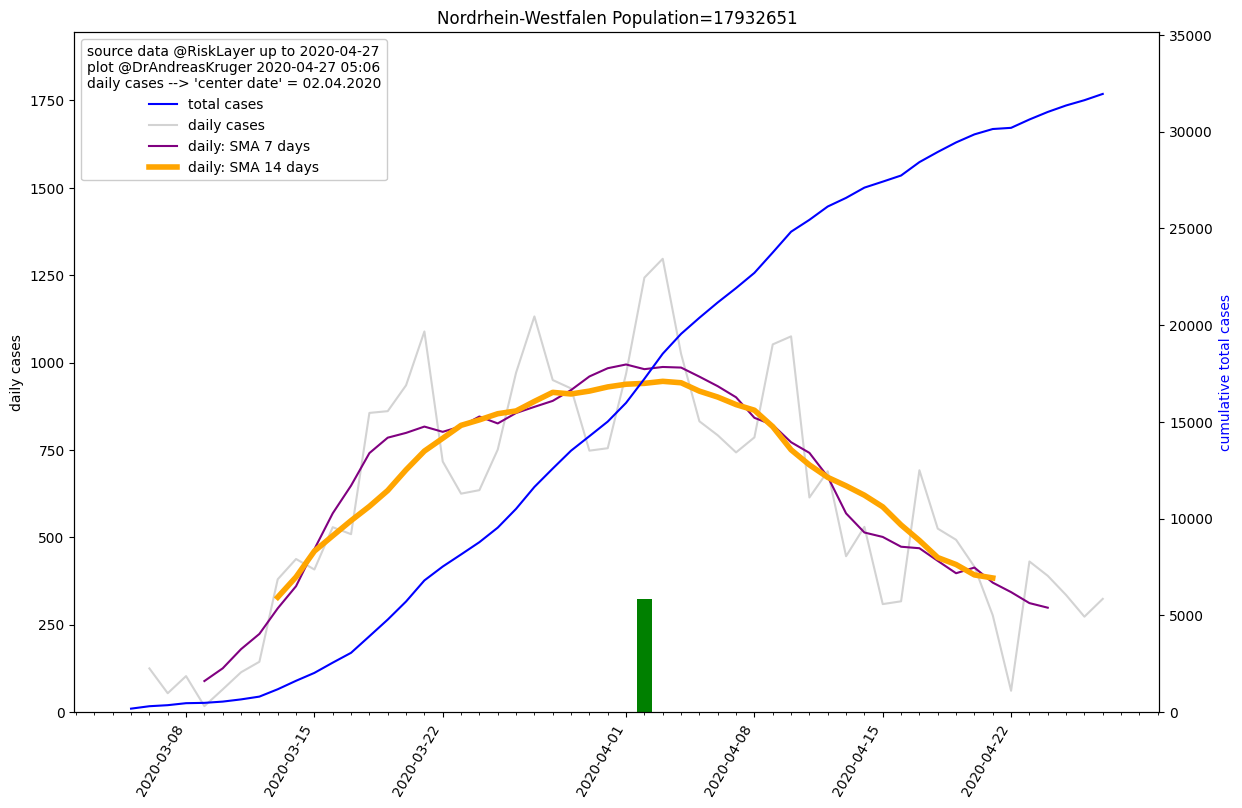 Nordrhein-Westfalen Population=17932651
source data @RiskLayer up to 2020-04-27
plot @DrAndreasKruger 2020-04-27 05:06
daily cases --> 'center date' = 02.04.2020
total cases
daily cases
daily: SMA 7 days
daily: SMA 14 days
daily cases
1750
1500
1250
1000
750
500
250
0
35000
30000
25000
20000
15000
10000
5000
0
cumulative total cases
2020-03-08
2020-03-15
2020-03-22
2020-04-01
2020-04-08
2020-04-15
2020-04-22